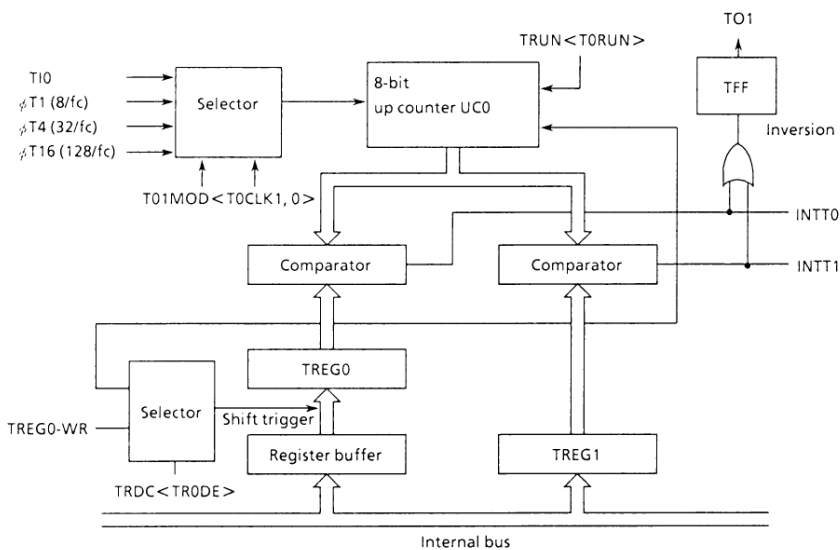 TO1
TRUN<T0RUN>
TI0
ϕT1 (8/fc)
ϕT4 (32/fc)
ϕT16 (128/fc)
Selector
8-bit
up counter UC0
TFF
Inversion
T01MOD<T0CLK1, 0>
INTT0
Comparator
Comparator
INTT1
TREG0
Selector
Shift trigger
TREG0-WR
Register buffer
TREG1
TRDC<TR0DE>
Internal bus